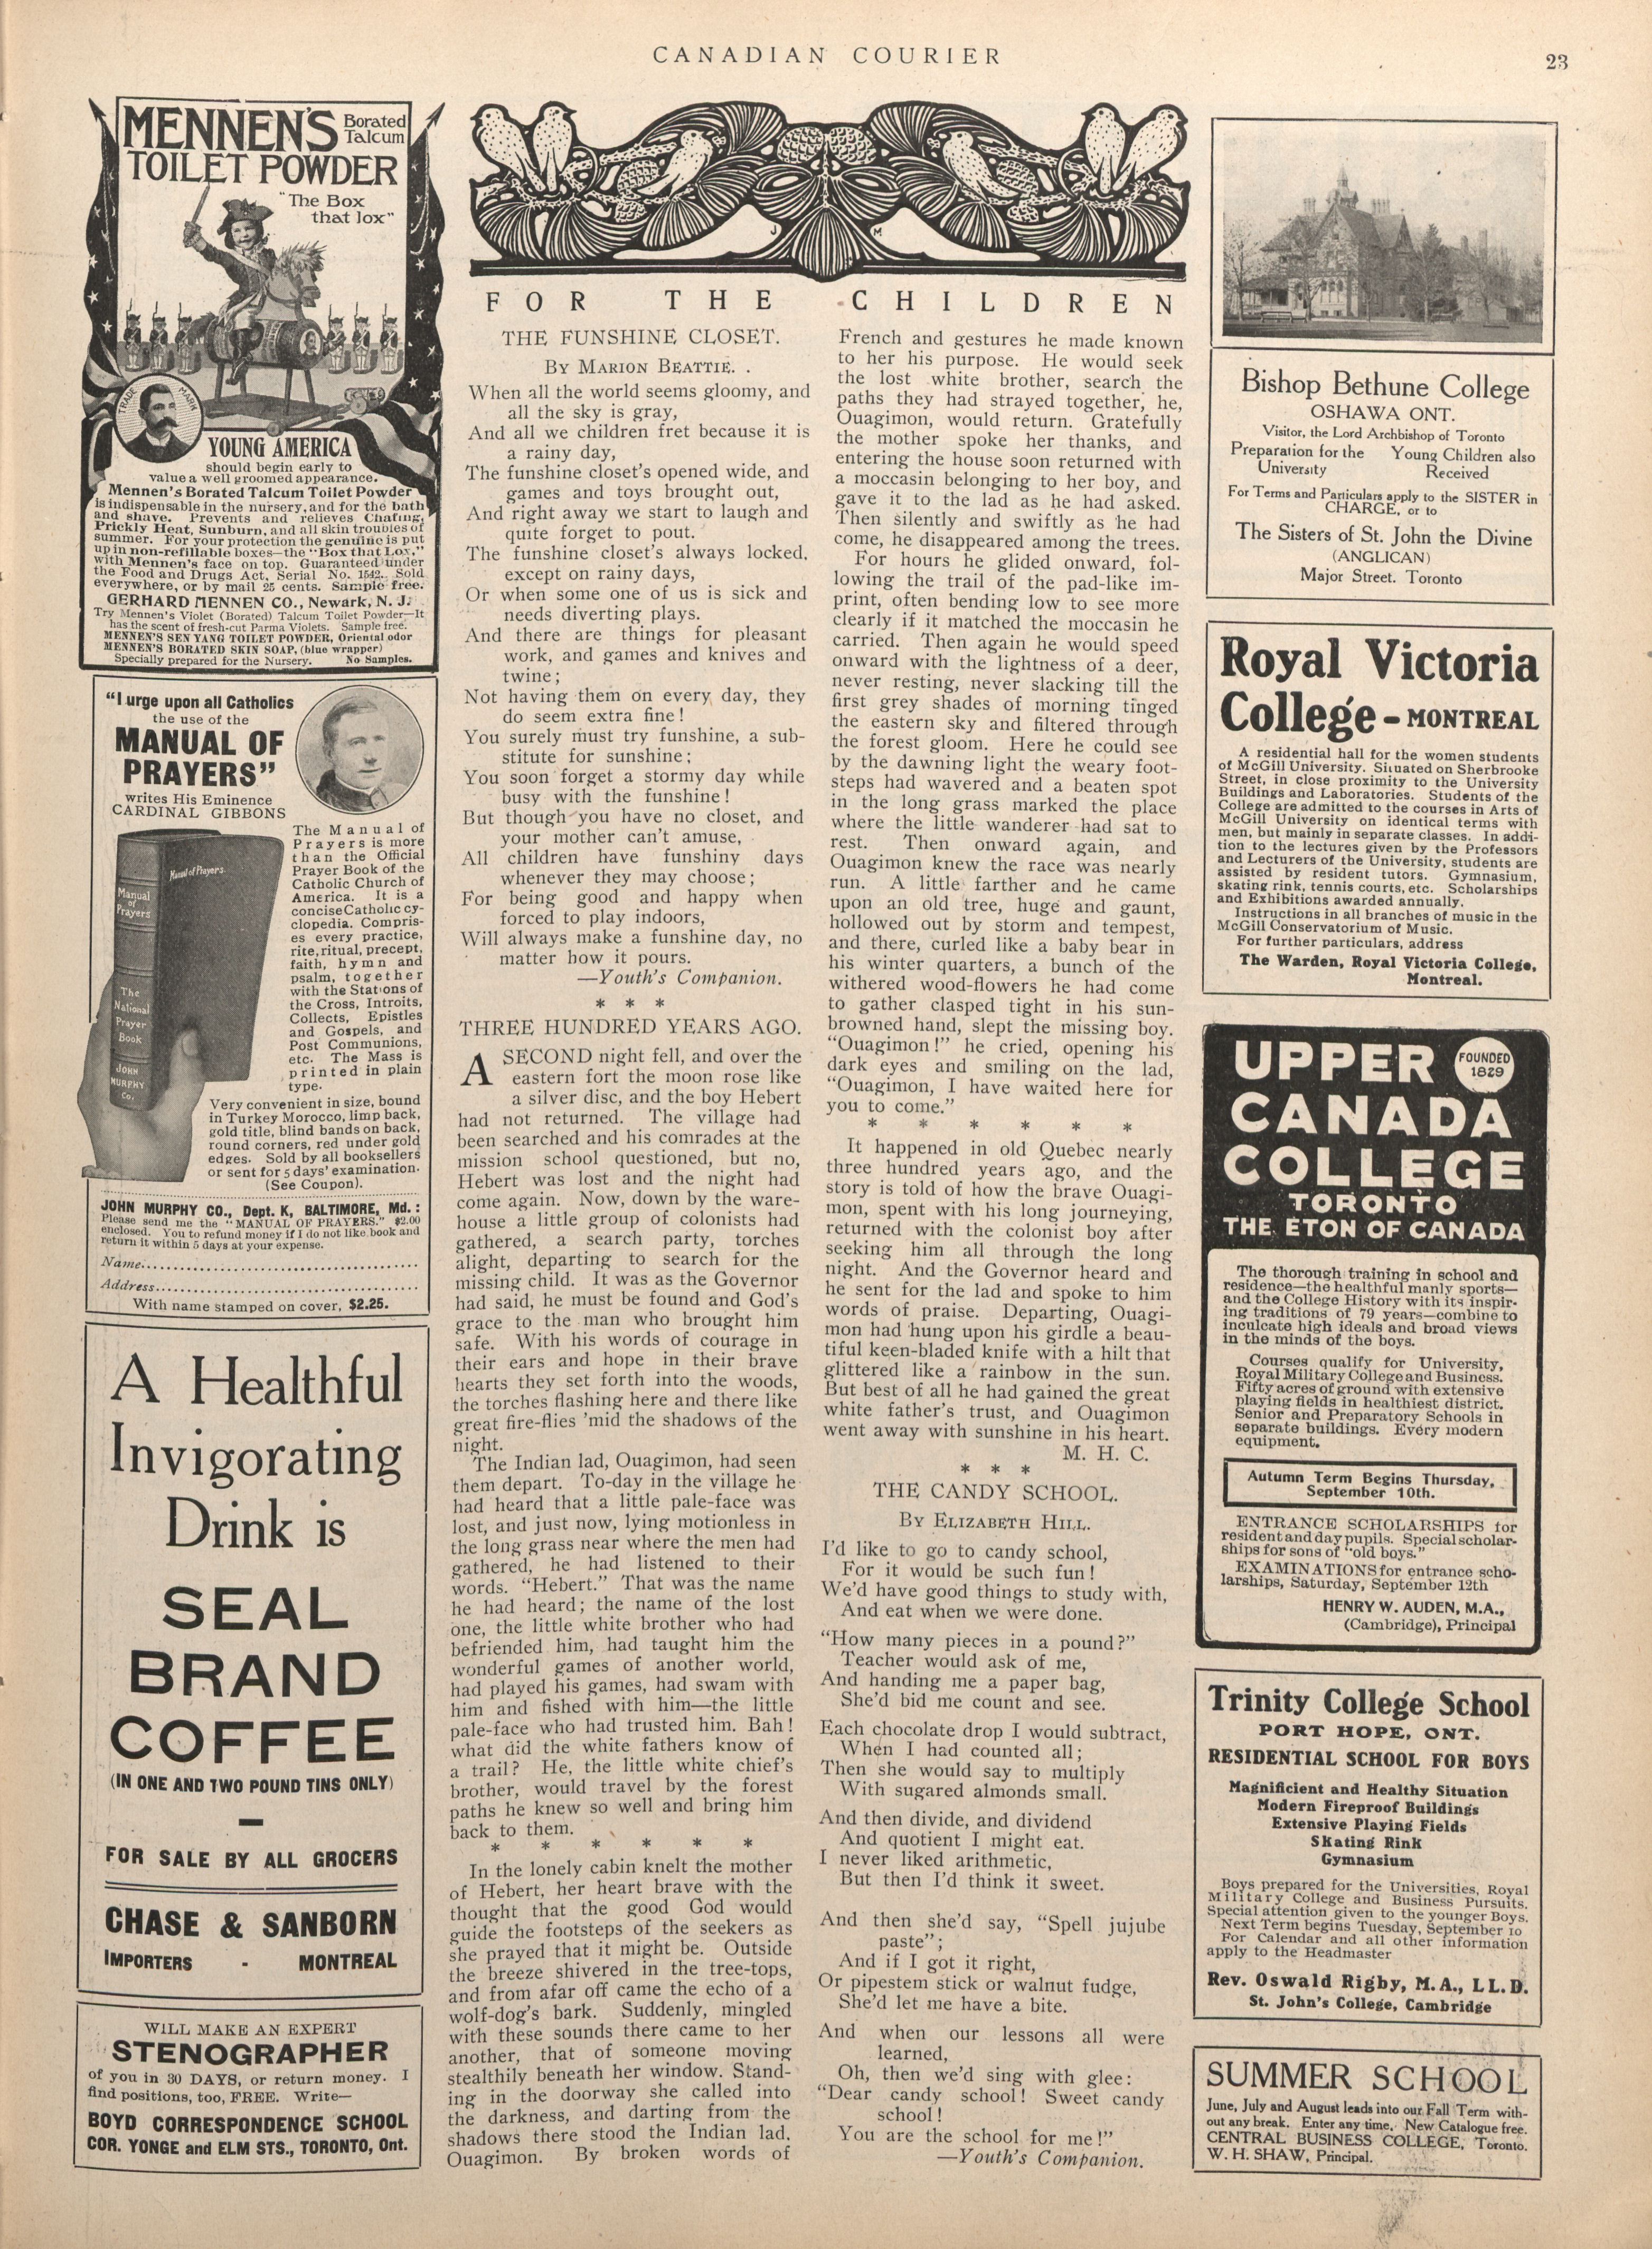 CANADIAN COURIER
23
MENNEN'S Borated Talcum
TOILET POWDER
"The Box
that lox"
TRADE MARK
YOUNG AMERICA
should begin early to
value a well groomed appearance.
Mennen's Borated Talcum Toilet Powder
is indispensable in the nursery, and for the bath
and shave. Prevents and relieves Chafing,
Prickly Heat, Sunburn, and all skin troubles of
summer. For your protection the genuine is put
up in non-refillable boxes—the "Box that Lox,"
with Mennen's face on top. Guaranteed under
the Food and Drugs Act, Serial No. 1542. Sold
everywhere, or by mail 25 cents. Sample free.
GERHARD MENNEN CO., Newark, N. J.
Try Mennen's Violet (Borated) Talcum Toilet Powder—It
has the scent of fresh-cut Parma Violets. Sample free.
MENNEN'S SEN YANG TOILET POWDER, Oriental odor
MENNEN'S BORATED SKIN SOAP, (blue wrapper)
Specially prepared for the Nursery. No Samples.
"I urge upon all Catholics
the use of the
MANUAL OF
PRAYERS"
writes His Eminence
CARDINAL GIBBONS
Manual of Prayers
Manual
of
Prayers
The
National
Prayer
Book
JOHN
MURPHY
Co.
The Manual of
Prayers is more
than the Official
Prayer Book of the
Catholic Church of
America. It is a
concise Catholic cy-
clopedia. Compris-
es every practice,
rite, ritual, precept,
faith, hymn and
psalm, together
with the Stations of
the Cross, Introits,
Collects, Epistles
and Gospels, and
Post Communions,
etc. The Mass is
printed in plain
type.
Very convenient in size, bound
in Turkey Morocco, limp back,
gold title, blind bands on back,
round corners, red under gold
edges. Sold by all booksellers
or sent for 5 days' examination.
(See Coupon).
JOHN MURPHY CO., Dept. K, BALTIMORE, Md.:
Please send me the "MANUAL OF PRAYERS." $2.00
enclosed. You to refund money if I do not like book and
return it within 5 days at your expense.
Name........................................
Address......................................
With name stamped on cover, $2.25.
A Healthful
Invigorating
Drink is
SEAL
BRAND
COFFEE
(IN ONE AND TWO POUND TINS ONLY)
—
FOR SALE BY ALL GROCERS
CHASE & SANBORN
IMPORTERS - MONTREAL
WILL MAKE AN EXPERT
STENOGRAPHER
of you in 30 DAYS, or return money. I
find positions, too, FREE. Write—
BOYD CORRESPONDENCE SCHOOL
COR. YONGE and ELM STS., TORONTO, Ont.
J M
FOR THE CHILDREN
THE FUNSHINE CLOSET.
BY MARION BEATTIE. .
When all the world seems gloomy, and
all the sky is gray,
And all we children fret because it is
a rainy day,
The funshine closet's opened wide, and
games and toys brought out,
And right away we start to laugh and
quite forget to pout.
The funshine closet's always locked,
except on rainy days,
Or when some one of us is sick and
needs diverting plays.
And there are things for pleasant
work, and games and knives and
twine;
Not having them on every day, they
do seem extra fine!
You surely must try funshine, a sub-
stitute for sunshine;
You soon forget a stormy day while
busy with the funshine!
But though you have no closet, and
your mother can't amuse,
All children have funshiny days
whenever they may choose;
For being good and happy when
forced to play indoors,
Will always make a funshine day, no
matter how it pours.
—Youth's Companion.
* * *
THREE HUNDRED YEARS AGO.
A SECOND night fell, and over the
eastern fort the moon rose like
a silver disc, and the boy Hebert
had not returned. The village had
been searched and his comrades at the
mission school questioned, but no,
Hebert was lost and the night had
come again. Now, down by the ware-
house a little group of colonists had
gathered, a search party, torches
alight, departing to search for the
missing child. It was as the Governor
had said, he must be found and God's
grace to the man who brought him
safe. With his words of courage in
their ears and hope in their brave
hearts they set forth into the woods,
the torches flashing here and there like
great fire-flies 'mid the shadows of the
night.
The Indian lad, Ouagimon, had seen
them depart. To-day in the village he
had heard that a little pale-face was
lost, and just now, lying motionless in
the long grass near where the men had
gathered, he had listened to their
words. "Hebert." That was the name
he had heard; the name of the lost
one, the little white brother who had
befriended him, had taught him the
wonderful games of another world,
had played his games, had swam with
him and fished with him—the little
pale-face who had trusted him. Bah!
what did the white fathers know of
a trail? He, the little white chief's
brother, would travel by the forest
paths he knew so well and bring him
back to them.
* * * * * *
In the lonely cabin knelt the mother
of Hebert, her heart brave with the
thought that the good God would
guide the footsteps of the seekers as
she prayed that it might be. Outside
the breeze shivered in the tree-tops,
and from afar off came the echo of a
wolf-dog's bark. Suddenly, mingled
with these sounds there came to her
another, that of someone moving
stealthily beneath her window. Stand-
ing in the doorway she called into
the darkness, and darting from the
shadows there stood the Indian lad,
Ouagimon. By broken words of
French and gestures he made known
to her his purpose. He would seek
the lost white brother, search the
paths they had strayed together, he,
Ouagimon, would return. Gratefully
the mother spoke her thanks, and
entering the house soon returned with
a moccasin belonging to her boy, and
gave it to the lad as he had asked.
Then silently and swiftly as he had
come, he disappeared among the trees.
For hours he glided onward, fol-
lowing the trail of the pad-like im-
print, often bending low to see more
clearly if it matched the moccasin he
carried. Then again he would speed
onward with the lightness of a deer,
never resting, never slacking till the
first grey shades of morning tinged
the eastern sky and filtered through
the forest gloom. Here he could see
by the dawning light the weary foot-
steps had wavered and a beaten spot
in the long grass marked the place
where the little wanderer had sat to
rest. Then onward again, and
Ouagimon knew the race was nearly
run. A little farther and he came
upon an old tree, huge and gaunt,
hollowed out by storm and tempest,
and there, curled like a baby bear in
his winter quarters, a bunch of the
withered wood-flowers he had come
to gather clasped tight in his sun-
browned hand, slept the missing boy.
"Ouagimon!" he cried, opening his
dark eyes and smiling on the lad,
"Ouagimon, I have waited here for
you to come."
* * * * * *
It happened in old Quebec nearly
three hundred years ago, and the
story is told of how the brave Ouagi-
mon, spent with his long journeying,
returned with the colonist boy after
seeking him all through the long
night. And the Governor heard and
he sent for the lad and spoke to him
words of praise. Departing, Ouagi-
mon had hung upon his girdle a beau-
tiful keen-bladed knife with a hilt that
glittered like a rainbow in the sun.
But best of all he had gained the great
white father's trust, and Ouagimon
went away with sunshine in his heart.
M. H. C.
* * *
THE CANDY SCHOOL.
BY ELIZABETH HILL.
I'd like to go to candy school,
For it would be such fun!
We'd have good things to study with,
And eat when we were done.
"How many pieces in a pound?"
Teacher would ask of me,
And handing me a paper bag,
She'd bid me count and see.
Each chocolate drop I would subtract,
When I had counted all;
Then she would say to multiply
With sugared almonds small.
And then divide, and dividend
And quotient I might eat.
I never liked arithmetic,
But then I'd think it sweet.
And then she'd say, "Spell jujube
paste";
And if I got it right,
Or pipestem stick or walnut fudge,
She'd let me have a bite.
And when our lessons all were
learned,
Oh, then we'd sing with glee:
"Dear candy school! Sweet candy
school!
You are the school for me!"
—Youth's Companion.
Bishop Bethune College
OSHAWA ONT.
Visitor, the Lord Archbishop of Toronto
Preparation for the University
Young Children also Received
For Terms and Particulars apply to the SISTER in
CHARGE, or to
The Sisters of St. John the Divine
(ANGLICAN)
Major Street. Toronto
Royal Victoria
College - MONTREAL
A residential hall for the women students
of McGill University. Situated on Sherbrooke
Street, in close proximity to the University
Buildings and Laboratories. Students of the
College are admitted to the courses in Arts of
McGill University on identical terms with
men, but mainly in separate classes. In addi-
tion to the lectures given by the Professors
and Lecturers of the University, students are
assisted by resident tutors. Gymnasium,
skating rink, tennis courts, etc. Scholarships
and Exhibitions awarded annually.
Instructions in all branches of music in the
McGill Conservatorium of Music.
For further particulars, address
The Warden, Royal Victoria College,
Montreal.
UPPER
FOUNDED
1829
CANADA
COLLEGE
TORONTO
THE ETON OF CANADA
The thorough training in school and
residence—the healthful manly sports—
and the College History with its inspir-
ing traditions of 79 years—combine to
inculcate high ideals and broad views
in the minds of the boys.
Courses qualify for University,
Royal Military College and Business.
Fifty acres of ground with extensive
playing fields in healthiest district.
Senior and Preparatory Schools in
separate buildings. Every modern
equipment.
Autumn Term Begins Thursday,
September 10th.
ENTRANCE SCHOLARSHIPS for
resident and day pupils. Special scholar-
ships for sons of "old boys."
EXAMINATIONS for entrance scho-
larships, Saturday, September 12th
HENRY W. AUDEN, M.A.,
(Cambridge), Principal
Trinity College School
PORT HOPE, ONT.
RESIDENTIAL SCHOOL FOR BOYS
Magnificient and Healthy Situation
Modern Fireproof Buildings
Extensive Playing Fields
Skating Rink
Gymnasium
Boys prepared for the Universities, Royal
Military College and Business Pursuits.
Special attention given to the younger Boys.
Next Term begins Tuesday, September 10
For Calendar and all other information
apply to the Headmaster
Rev. Oswald Rigby, M.A., LL.D.
St. John's College, Cambridge
SUMMER SCHOOL
June, July and August leads into our Fall Term with-
out any break. Enter any time. New Catalogue free.
CENTRAL BUSINESS COLLEGE, Toronto.
W. H. SHAW, Principal.